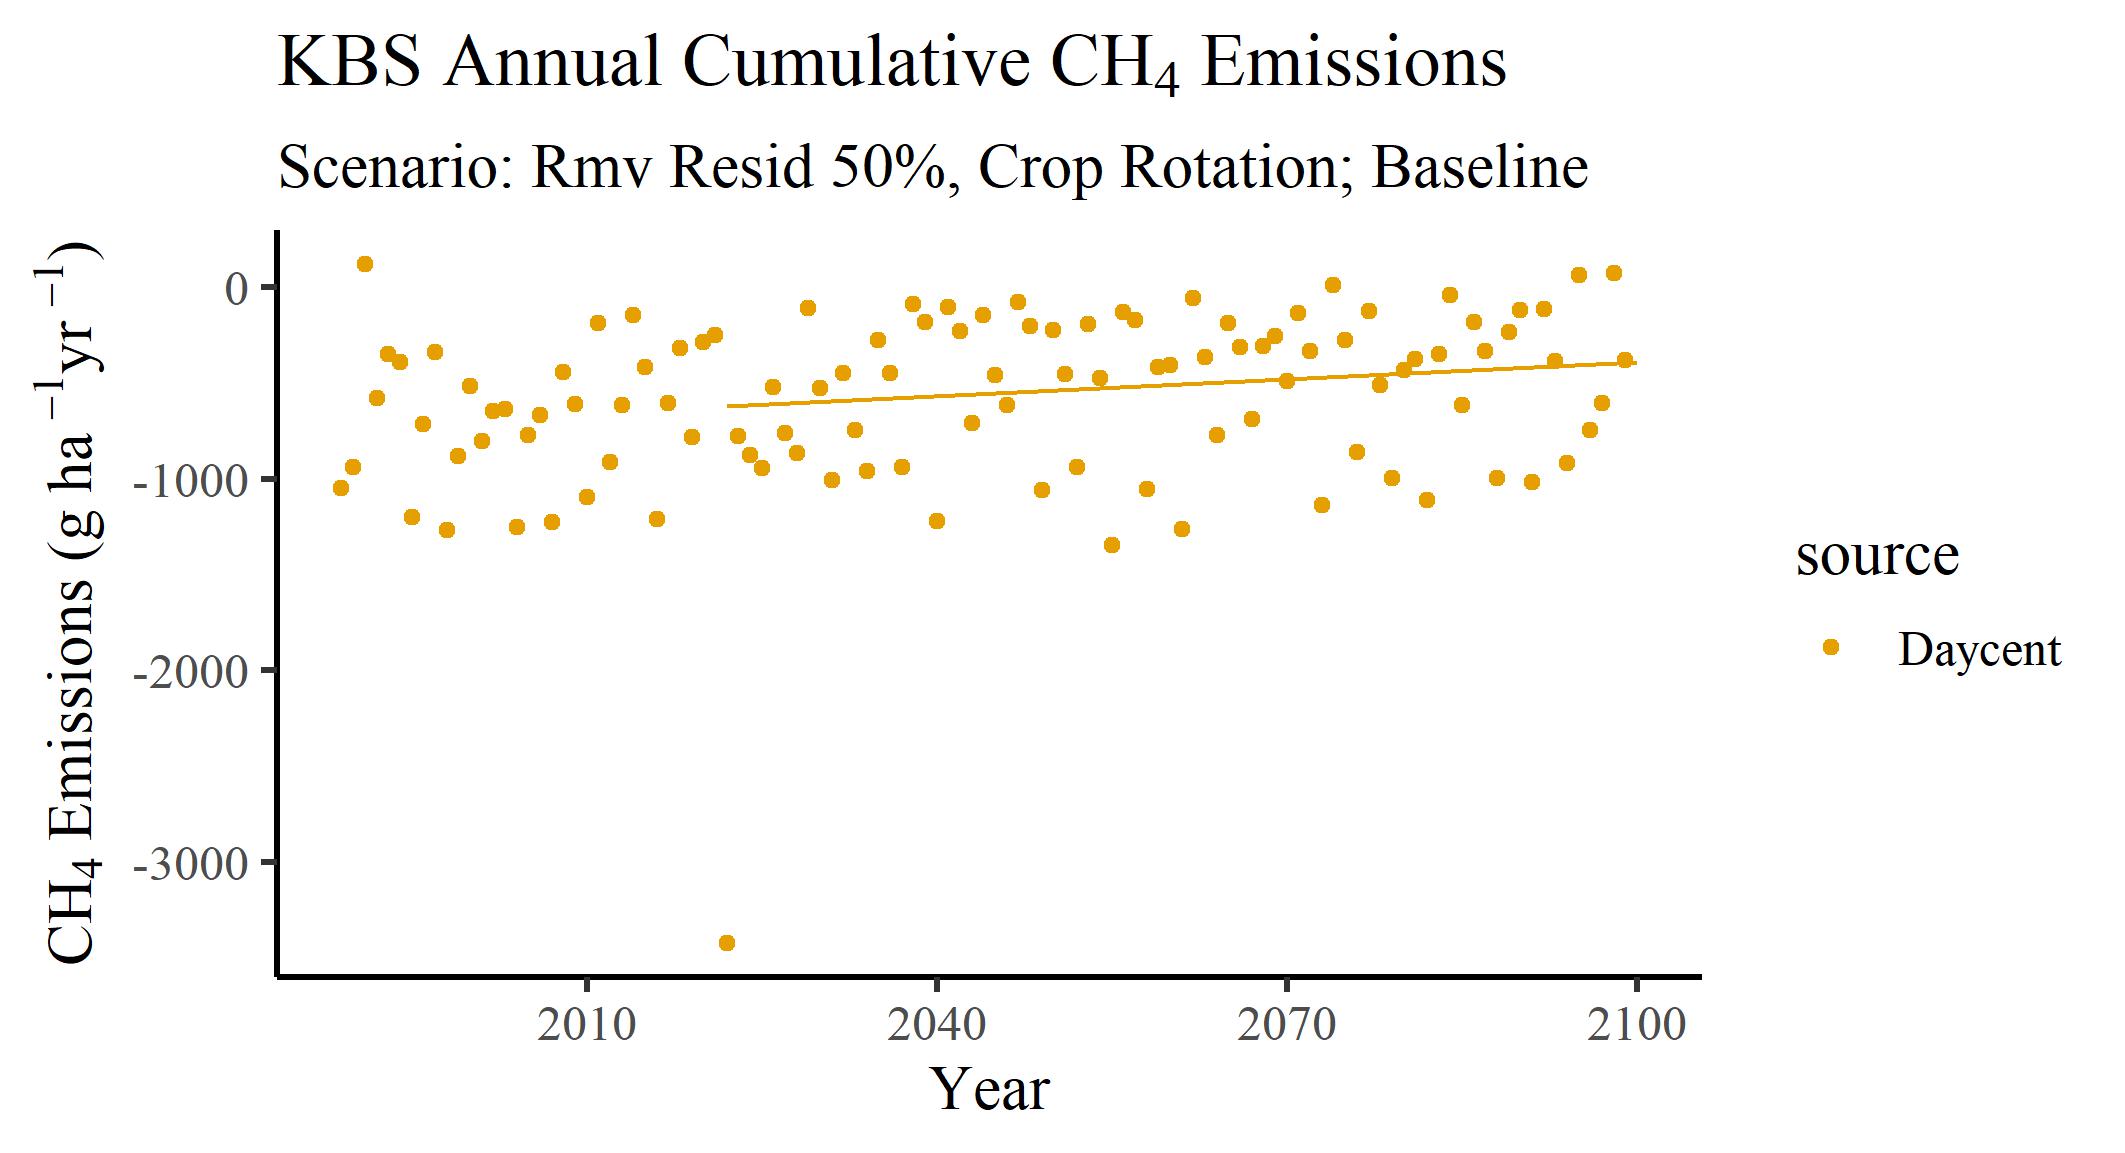 KBS Annual Cumulative CH₄ Emissions
Scenario: Rmv Resid 50%, Crop Rotation; Baseline
CH₄ Emissions (g ha ⁻¹yr ⁻¹)
0
-1000
-2000
-3000
2010 2040 2070 2100
Year
source
Daycent